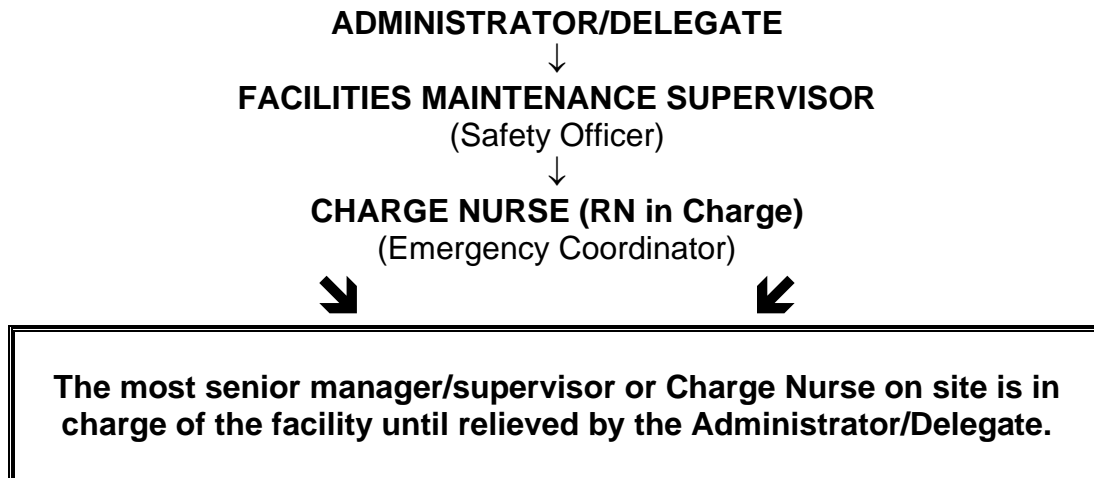 ADMINISTRATOR/DELEGATE
↓
FACILITIES MAINTENANCE SUPERVISOR
(Safety Officer)
↓
CHARGE NURSE (RN in Charge)
(Emergency Coordinator)
The most senior manager/supervisor or Charge Nurse on site is in
charge of the facility until relieved by the Administrator/Delegate.